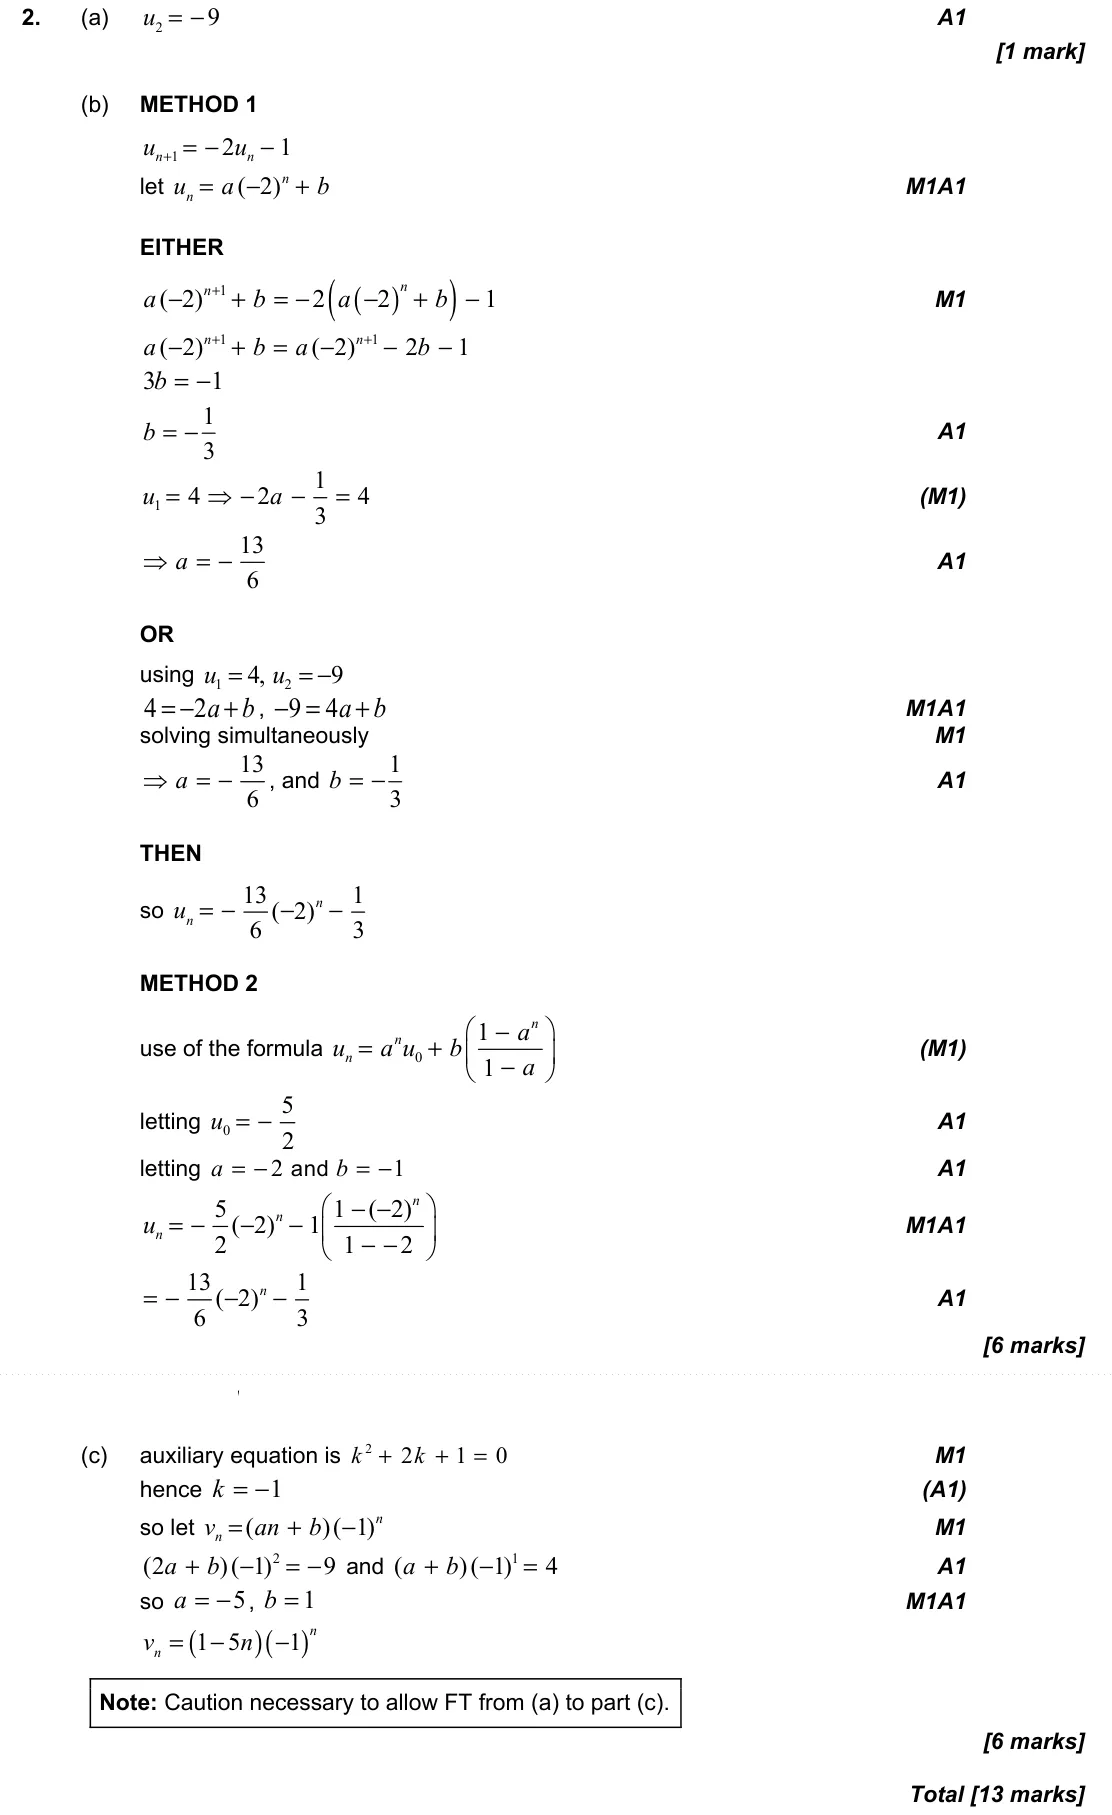 2. (a) u₂ = −9 A1
[1 mark]
(b) METHOD 1
uₙ₊₁ = −2uₙ − 1
let uₙ = a(−2)ⁿ + b M1A1
EITHER
a(−2)ⁿ⁺¹ + b = −2(a(−2)ⁿ + b) − 1 M1
a(−2)ⁿ⁺¹ + b = a(−2)ⁿ⁺¹ − 2b − 1
3b = −1
b = −1/3 A1
u₁ = 4 ⇒ −2a − 1/3 = 4 (M1)
⇒ a = −13/6 A1
OR
using u₁ = 4, u₂ = −9
4 = −2a + b, −9 = 4a + b M1A1
solving simultaneously M1
⇒ a = −13/6, and b = −1/3 A1
THEN
so uₙ = −13/6(−2)ⁿ − 1/3
METHOD 2
use of the formula uₙ = aⁿu₀ + b((1 − aⁿ)/(1 − a)) (M1)
letting u₀ = −5/2 A1
letting a = −2 and b = −1 A1
uₙ = −5/2(−2)ⁿ − 1((1 − (−2)ⁿ)/(1 − −2)) M1A1
= −13/6(−2)ⁿ − 1/3 A1
[6 marks]
(c) auxiliary equation is k² + 2k + 1 = 0 M1
hence k = −1 (A1)
so let vₙ = (an + b)(−1)ⁿ M1
(2a + b)(−1)² = −9 and (a + b)(−1)¹ = 4 A1
so a = −5, b = 1 M1A1
vₙ = (1 − 5n)(−1)ⁿ
Note: Caution necessary to allow FT from (a) to part (c).
[6 marks]
Total [13 marks]